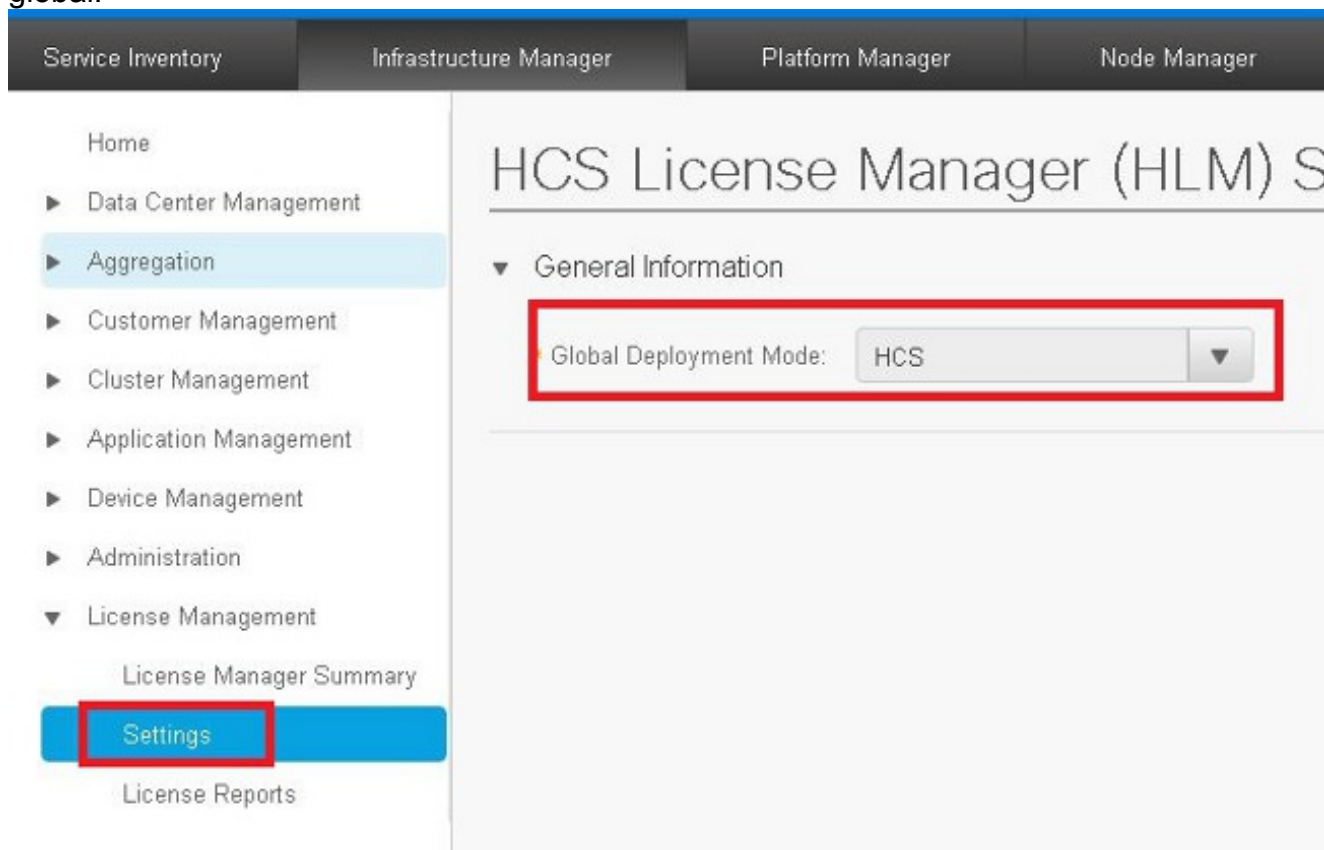 global.
Service Inventory Infrastructure Manager Platform Manager Node Manager
Home
Data Center Management
Aggregation
Customer Management
Cluster Management
Application Management
Device Management
Administration
License Management
License Manager Summary
Settings
License Reports
HCS License Manager (HLM) S
General Information
Global Deployment Mode: HCS